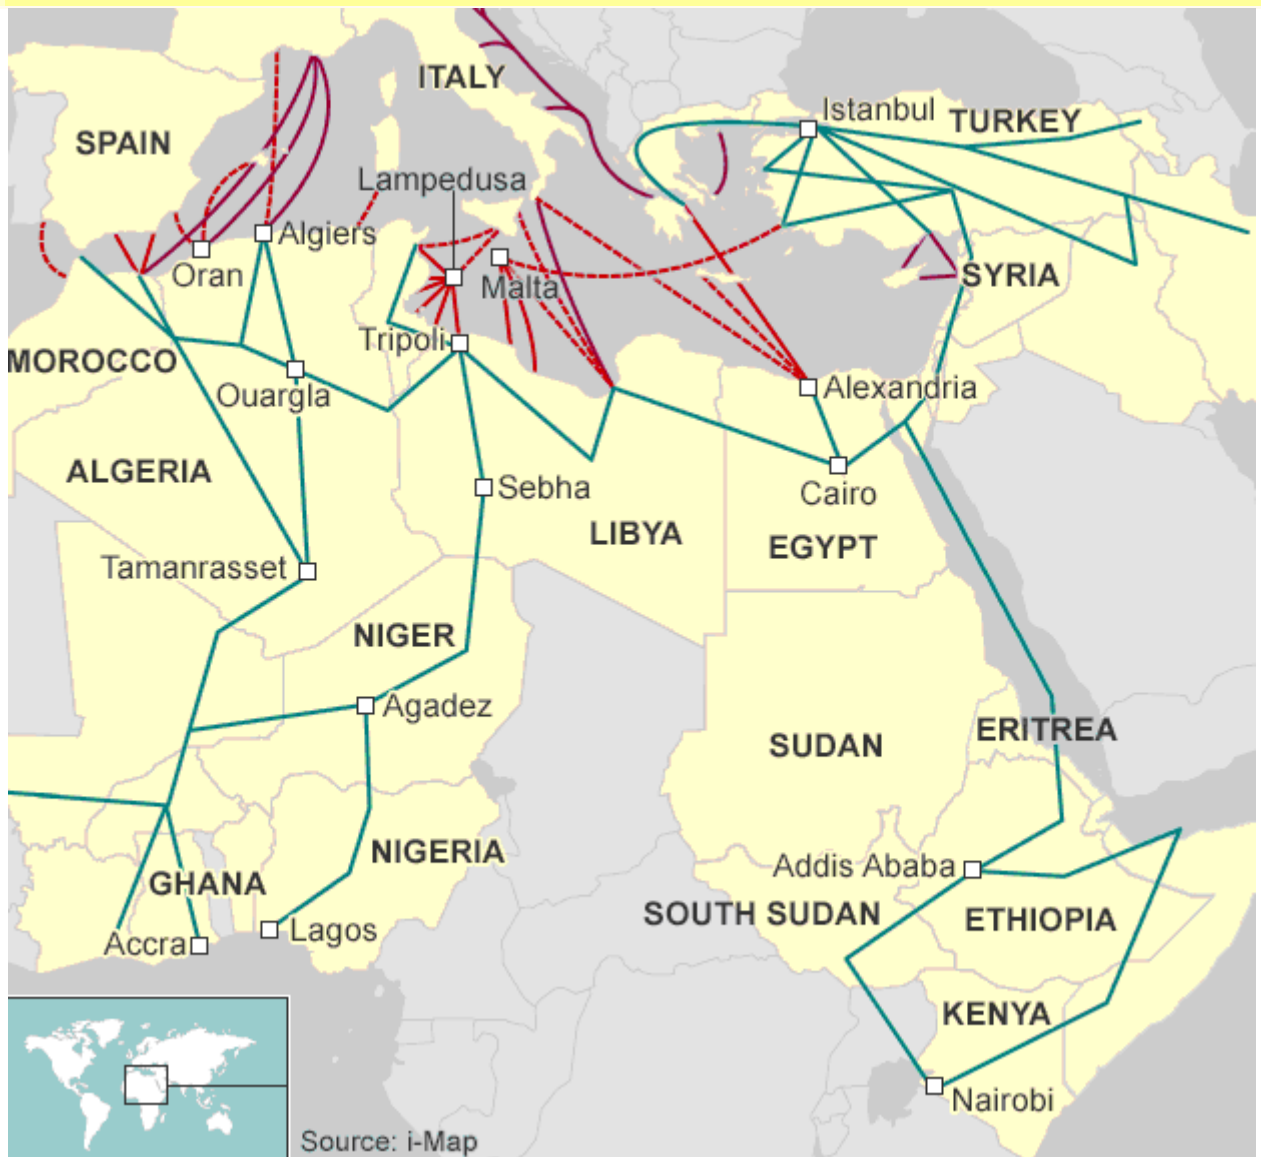 ITALY
Istanbul
TURKEY
SPAIN
Lampedusa
Algiers
Oran
Malta
SYRIA
Tripoli
MOROCCO
Ouargla
Alexandria
ALGERIA
Sebha
Cairo
LIBYA
EGYPT
Tamanrasset
NIGER
Agadez
ERITREA
SUDAN
NIGERIA
Addis Ababa
GHANA
SOUTH SUDAN
ETHIOPIA
Accra
Lagos
KENYA
Nairobi
Source: i-Map